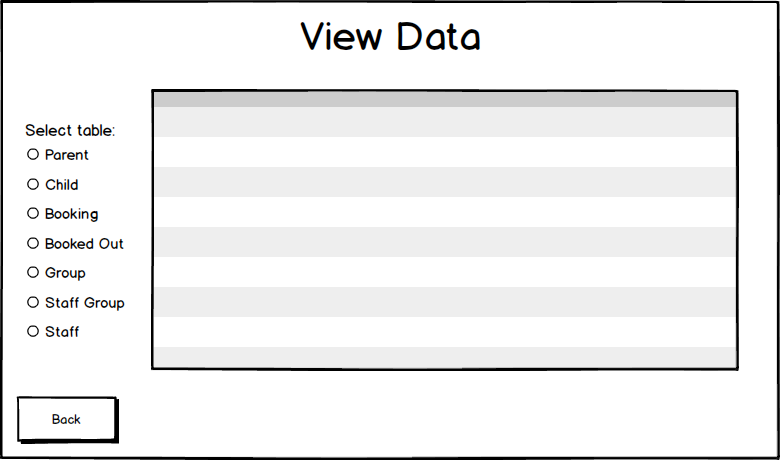 View Data
Select table:
Parent
Child
Booking
Booked Out
Group
Staff Group
Staff
Back